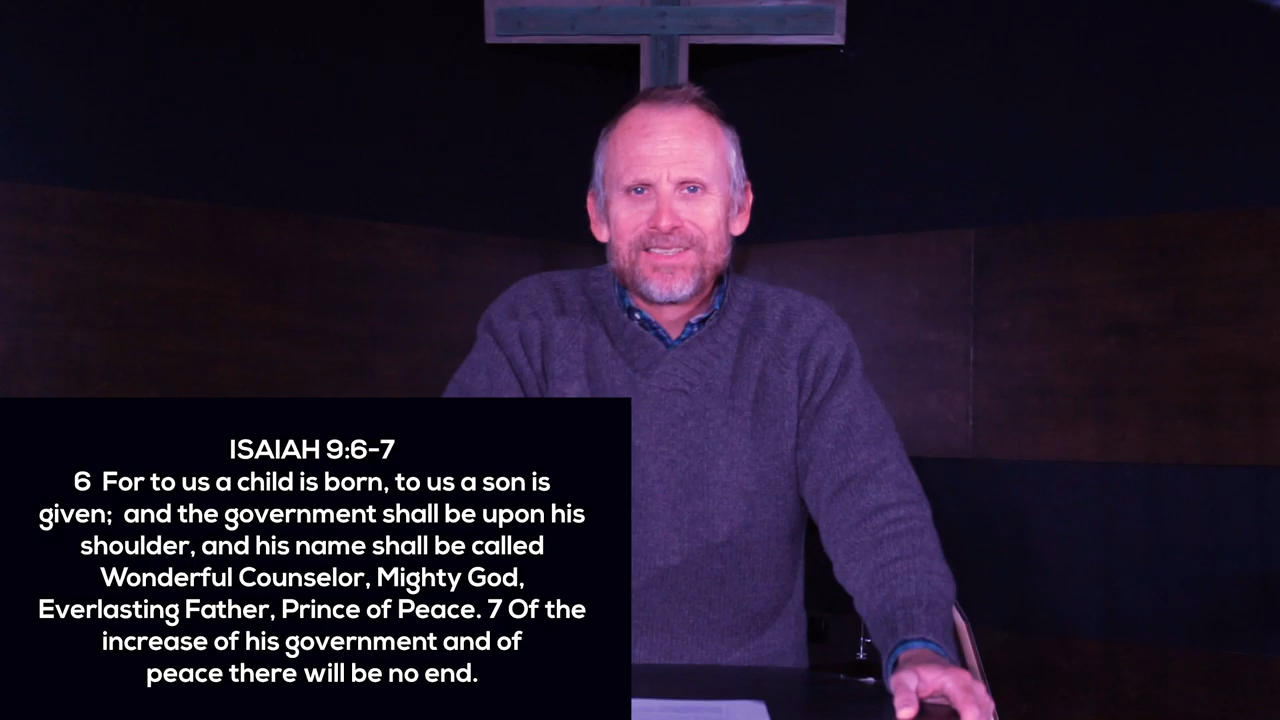 ISAIAH 9:6-7
6 For to us a child is born, to us a son is
given; and the government shall be upon his
shoulder, and his name shall be called
Wonderful Counselor, Mighty God,
Everlasting Father, Prince of Peace. 7 Of the
increase of his government and of
peace there will be no end.